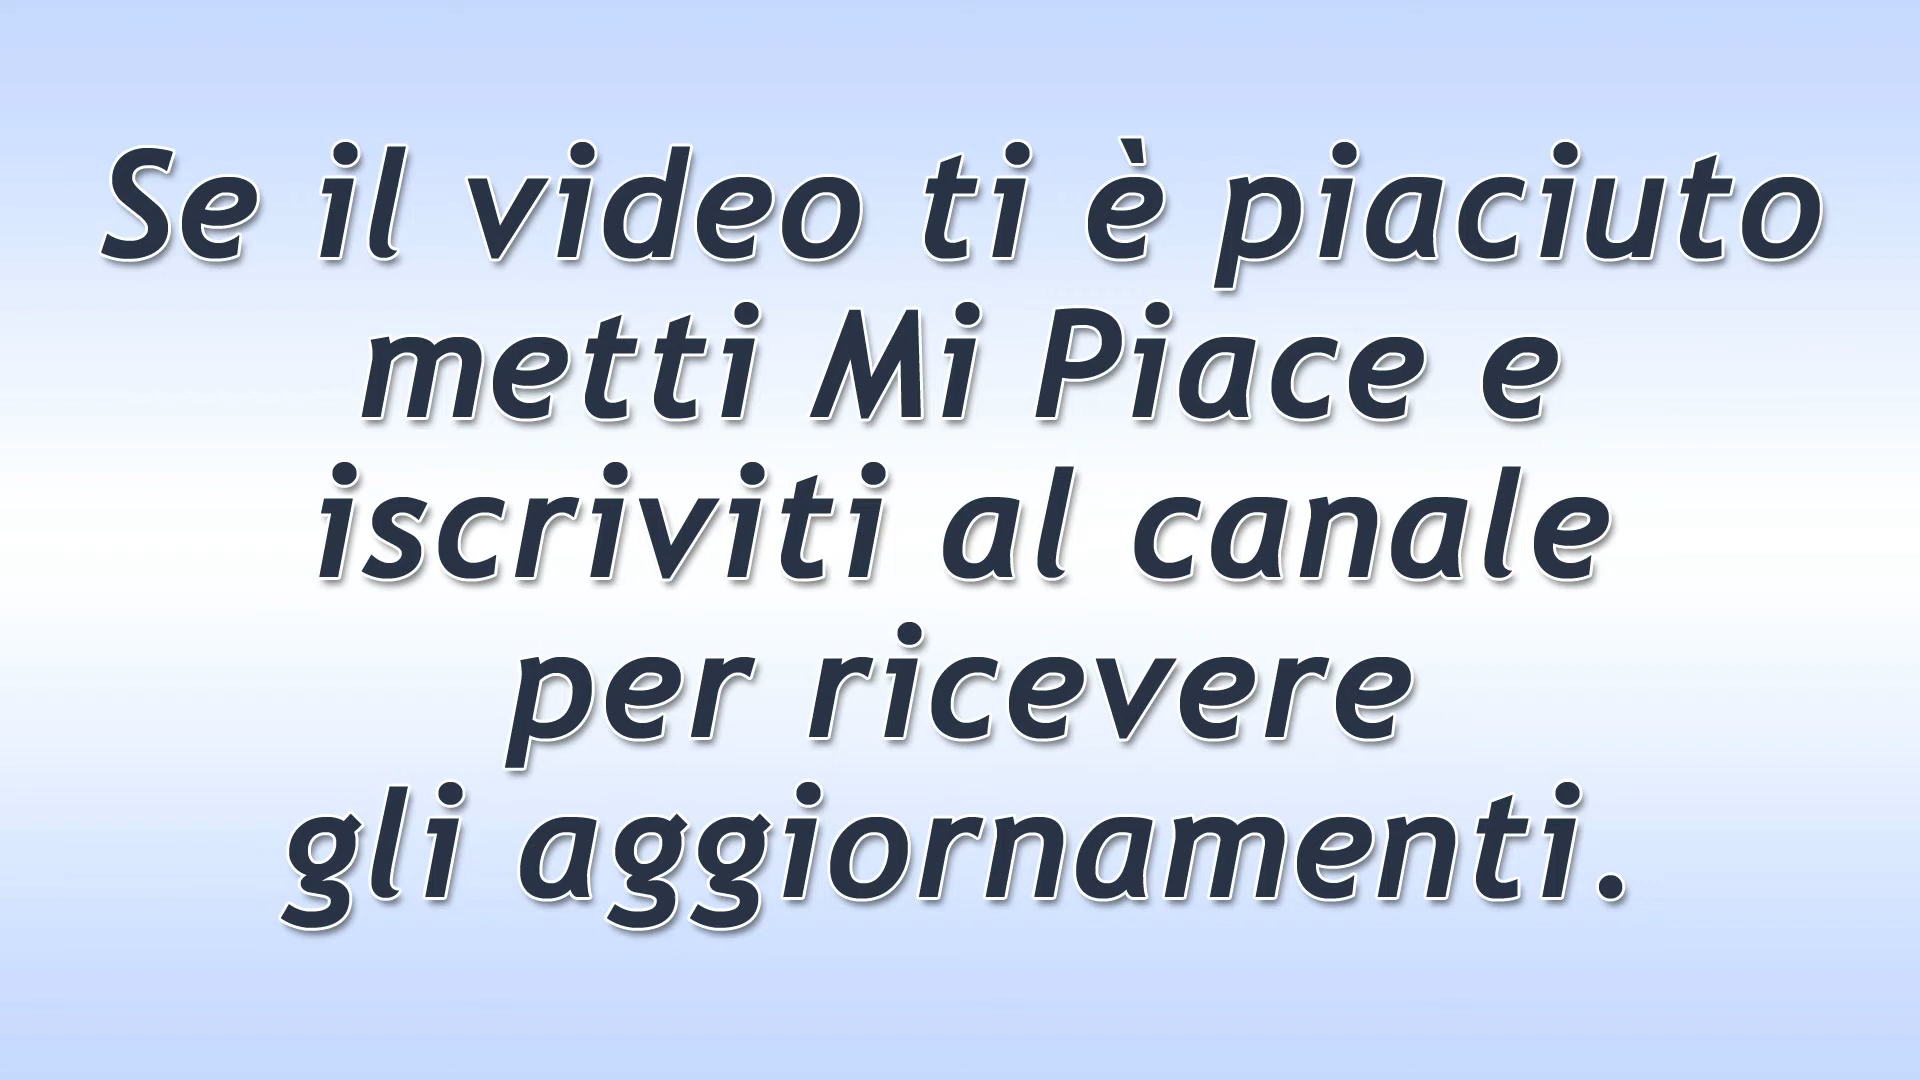 Se il video ti è piaciuto
metti Mi Piace e
iscriviti al canale
per ricevere
gli aggiornamenti.